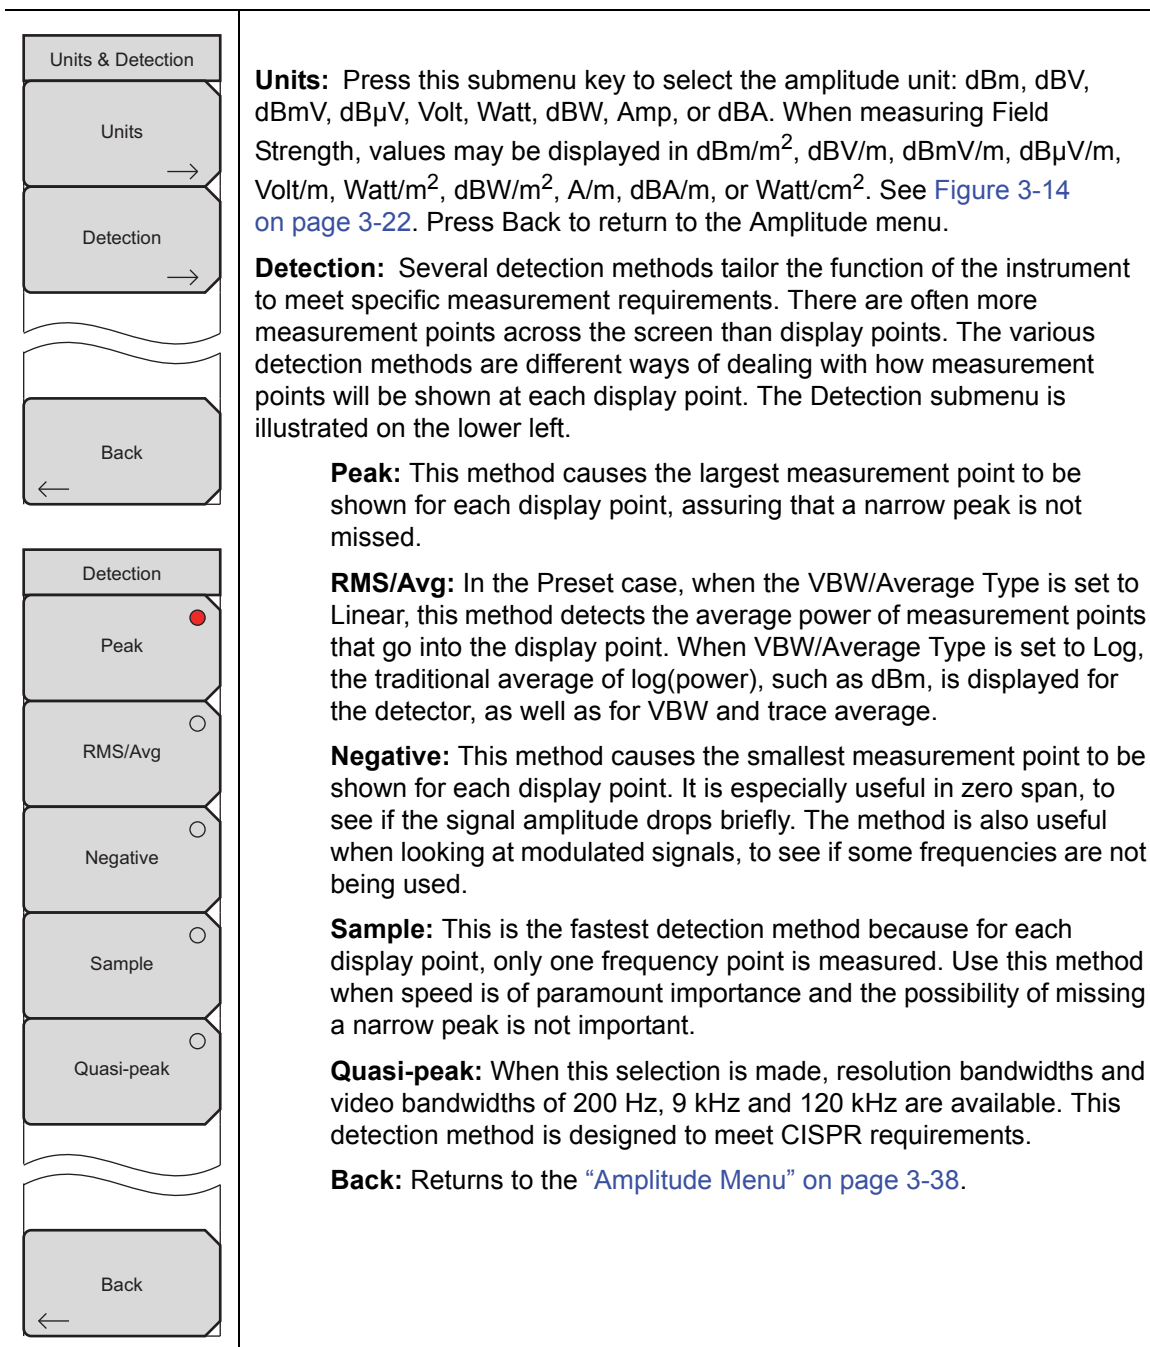 Units & Detection
Units
Detection
Back
Detection
Peak
RMS/Avg
Negative
Sample
Quasi-peak
Back
Units: Press this submenu key to select the amplitude unit: dBm, dBV,
dBmV, dBµV, Volt, Watt, dBW, Amp, or dBA. When measuring Field
Strength, values may be displayed in dBm/m², dBV/m, dBmV/m, dBµV/m,
Volt/m, Watt/m², dBW/m², A/m, dBA/m, or Watt/cm². See Figure 3-14
on page 3-22. Press Back to return to the Amplitude menu.
Detection: Several detection methods tailor the function of the instrument
to meet specific measurement requirements. There are often more
measurement points across the screen than display points. The various
detection methods are different ways of dealing with how measurement
points will be shown at each display point. The Detection submenu is
illustrated on the lower left.
Peak: This method causes the largest measurement point to be
shown for each display point, assuring that a narrow peak is not
missed.
RMS/Avg: In the Preset case, when the VBW/Average Type is set to
Linear, this method detects the average power of measurement points
that go into the display point. When VBW/Average Type is set to Log,
the traditional average of log(power), such as dBm, is displayed for
the detector, as well as for VBW and trace average.
Negative: This method causes the smallest measurement point to be
shown for each display point. It is especially useful in zero span, to
see if the signal amplitude drops briefly. The method is also useful
when looking at modulated signals, to see if some frequencies are not
being used.
Sample: This is the fastest detection method because for each
display point, only one frequency point is measured. Use this method
when speed is of paramount importance and the possibility of missing
a narrow peak is not important.
Quasi-peak: When this selection is made, resolution bandwidths and
video bandwidths of 200 Hz, 9 kHz and 120 kHz are available. This
detection method is designed to meet CISPR requirements.
Back: Returns to the “Amplitude Menu” on page 3-38.